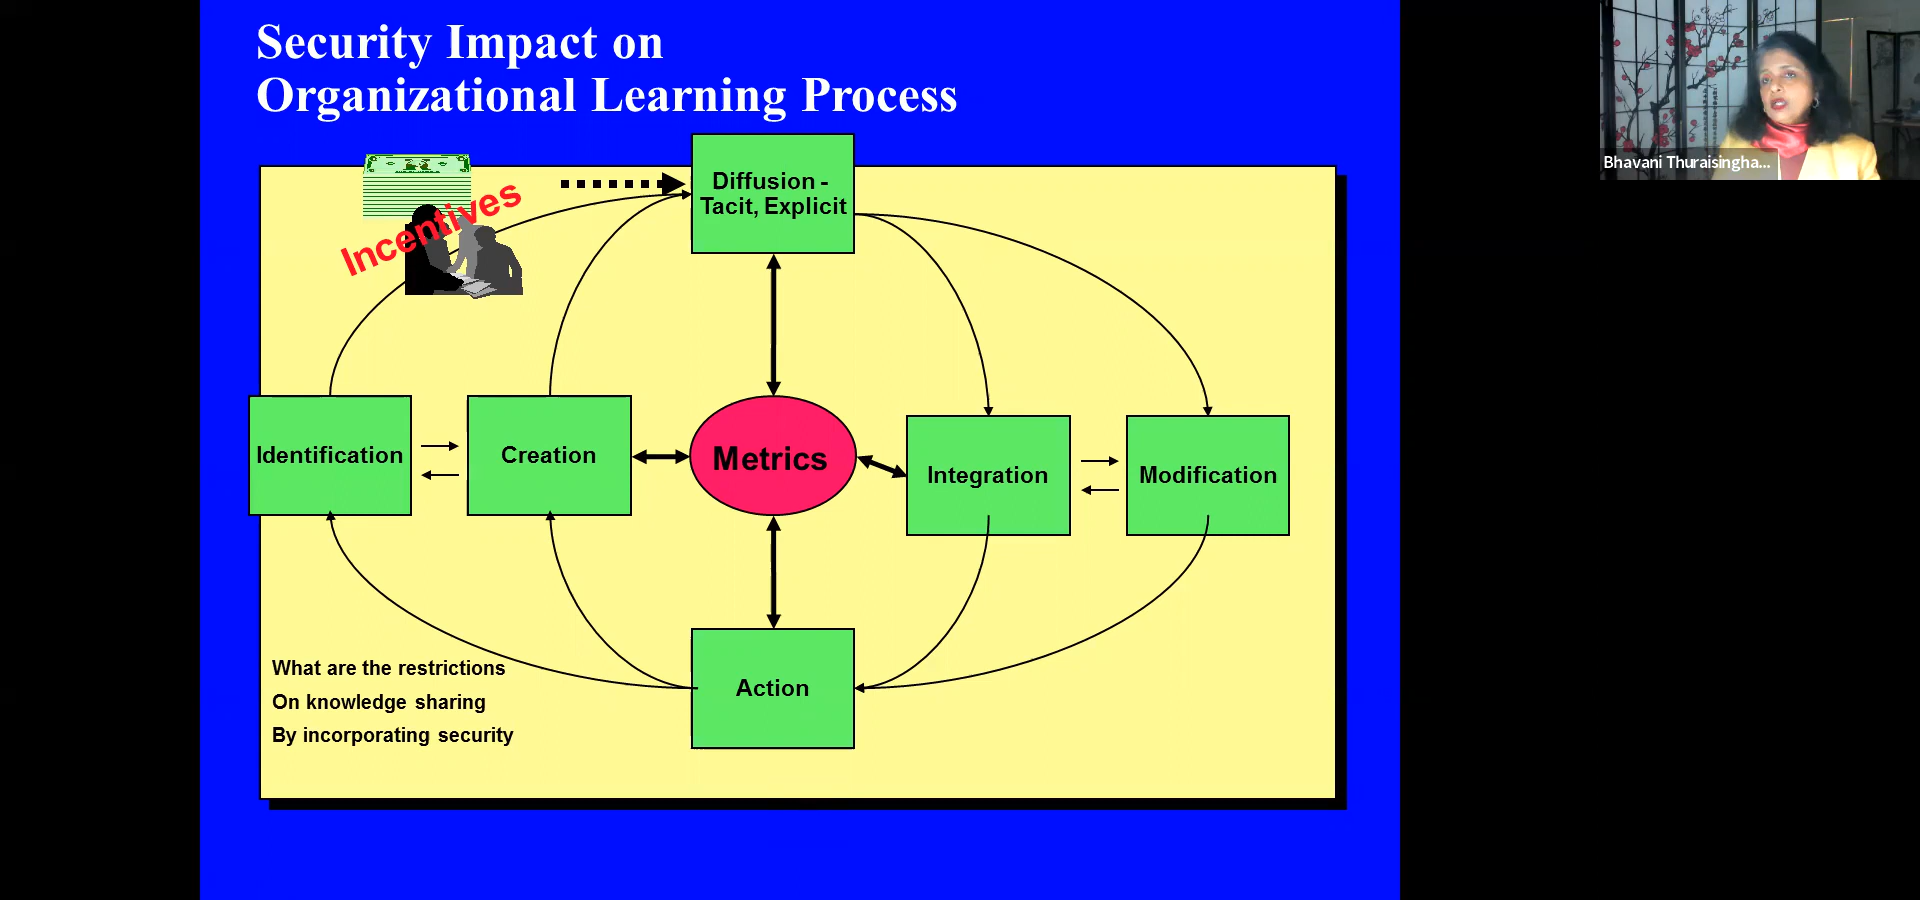 Security Impact on
Organizational Learning Process
Incentives
Diffusion -
Tacit, Explicit
Identification
Creation
Metrics
Integration
Modification
Action
What are the restrictions
On knowledge sharing
By incorporating security
Bhavani Thuraisingha...